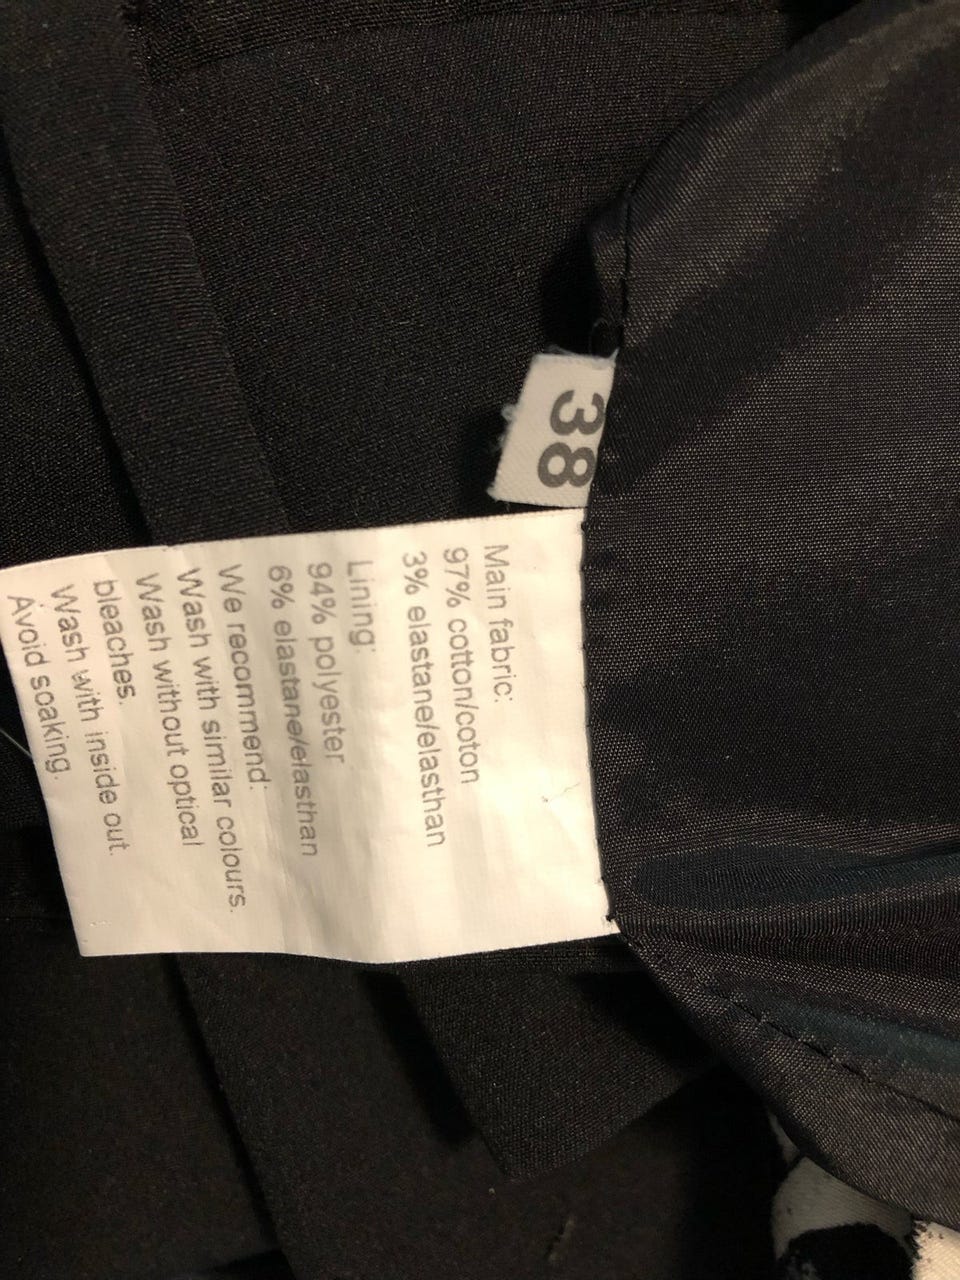 38
Main fabric:
97% cotton/coton
3% elastane/elasthan
Lining:
94% polyester
6% elastane/elasthan
We recommend:
Wash with similar colours.
Wash without optical
bleaches.
Wash with inside out.
Avoid soaking.